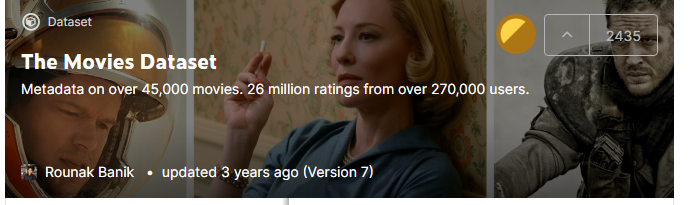 Dataset
2435
The Movies Dataset
Metadata on over 45,000 movies. 26 million ratings from over 270,000 users.
Rounak Banik • updated 3 years ago (Version 7)